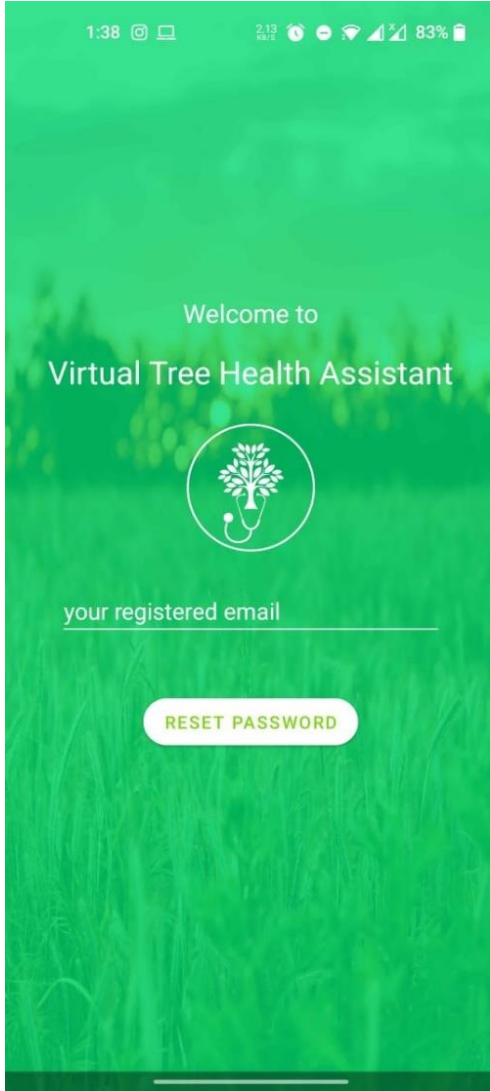 1:38 2.13 KB/S 83%
Welcome to
Virtual Tree Health Assistant
your registered email
RESET PASSWORD